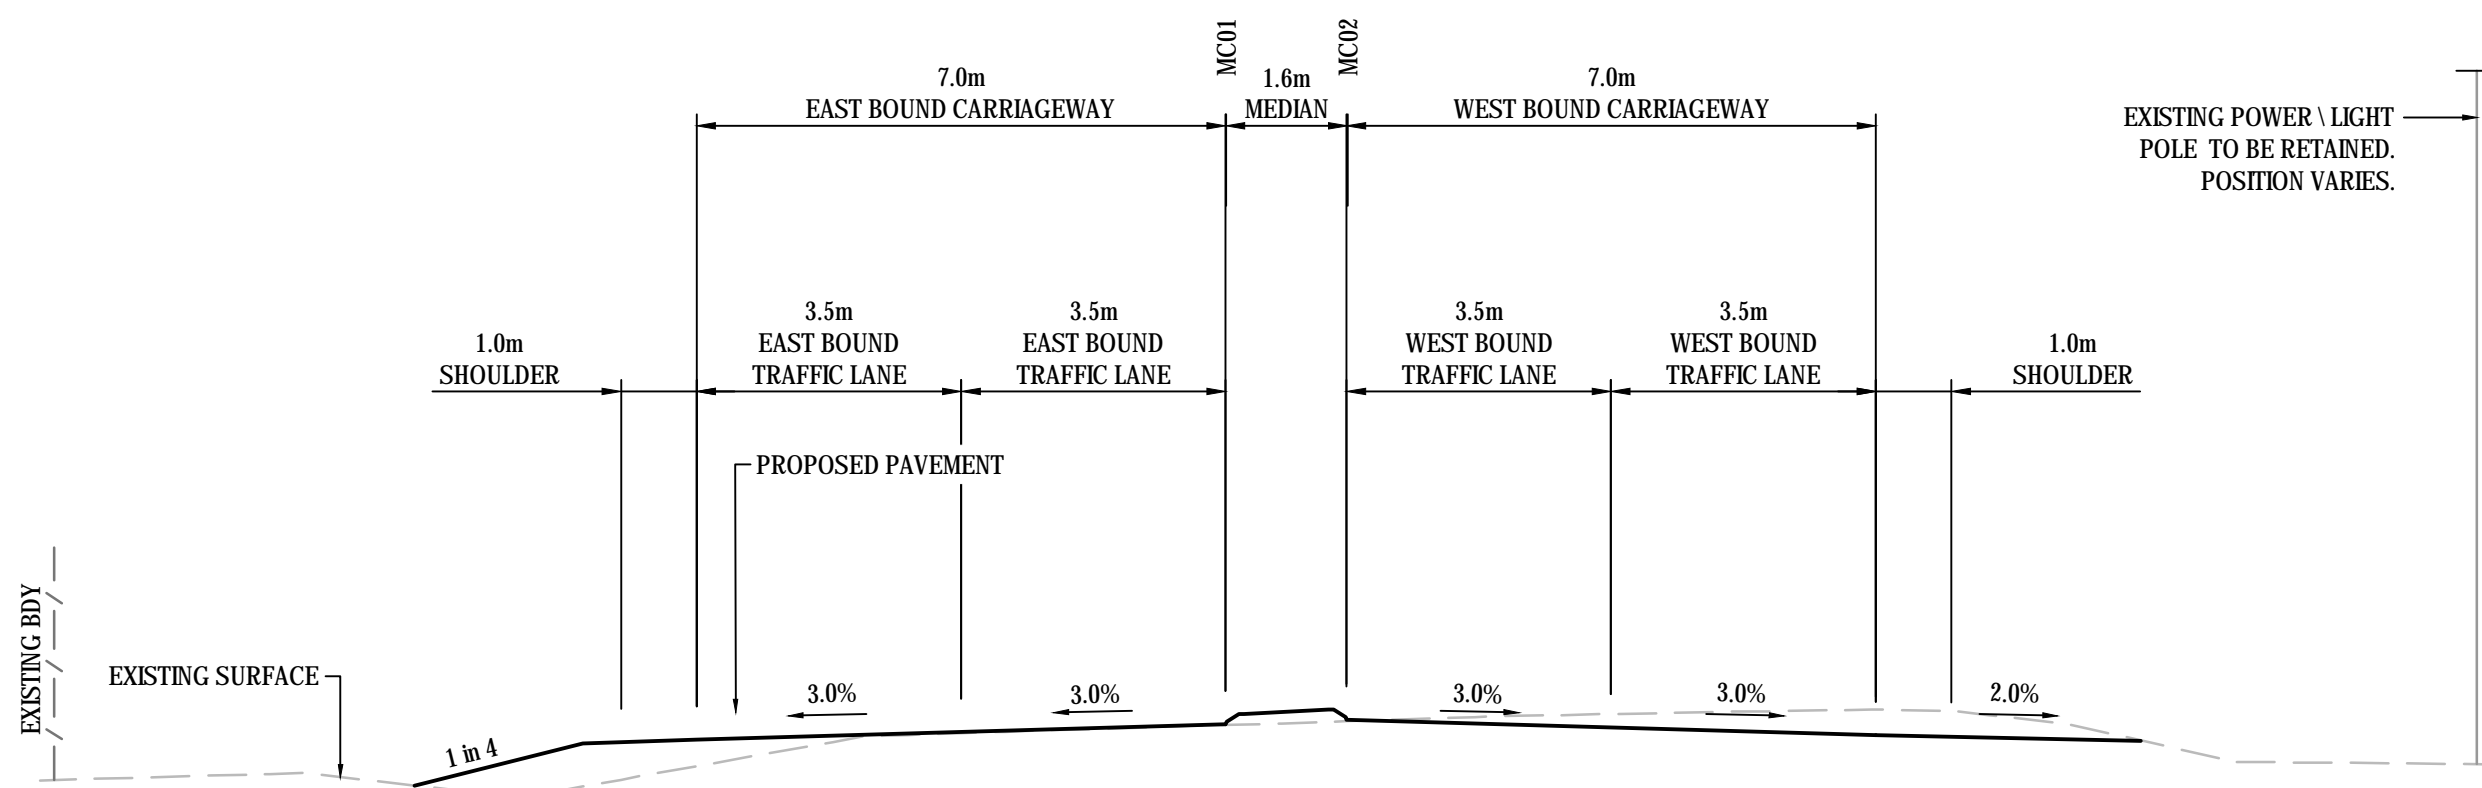 MC01
MC02
7.0m
EAST BOUND CARRIAGEWAY
1.6m
MEDIAN
7.0m
WEST BOUND CARRIAGEWAY
EXISTING POWER \ LIGHT
POLE TO BE RETAINED.
POSITION VARIES.
1.0m
SHOULDER
3.5m
EAST BOUND
TRAFFIC LANE
3.5m
EAST BOUND
TRAFFIC LANE
3.5m
WEST BOUND
TRAFFIC LANE
3.5m
WEST BOUND
TRAFFIC LANE
1.0m
SHOULDER
PROPOSED PAVEMENT
EXISTING BDY
EXISTING SURFACE
1 in 4
3.0%
3.0%
3.0%
3.0%
2.0%